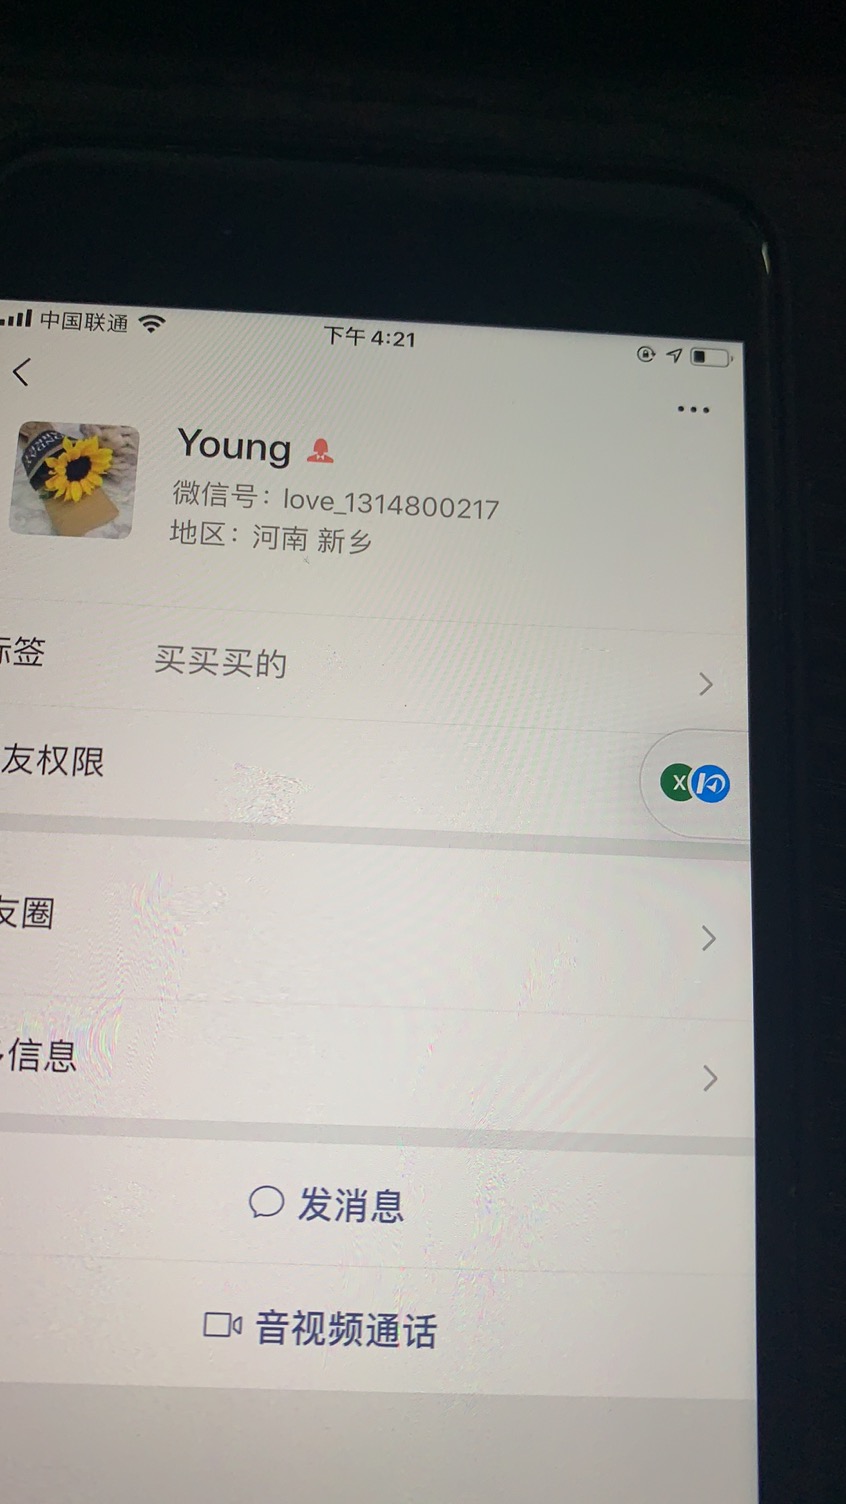 中国联通
下午 4:21
Young
微信号：love_1314800217
地区：河南 新乡
标签 买买买的
友权限
友圈
信息
发消息
音视频通话